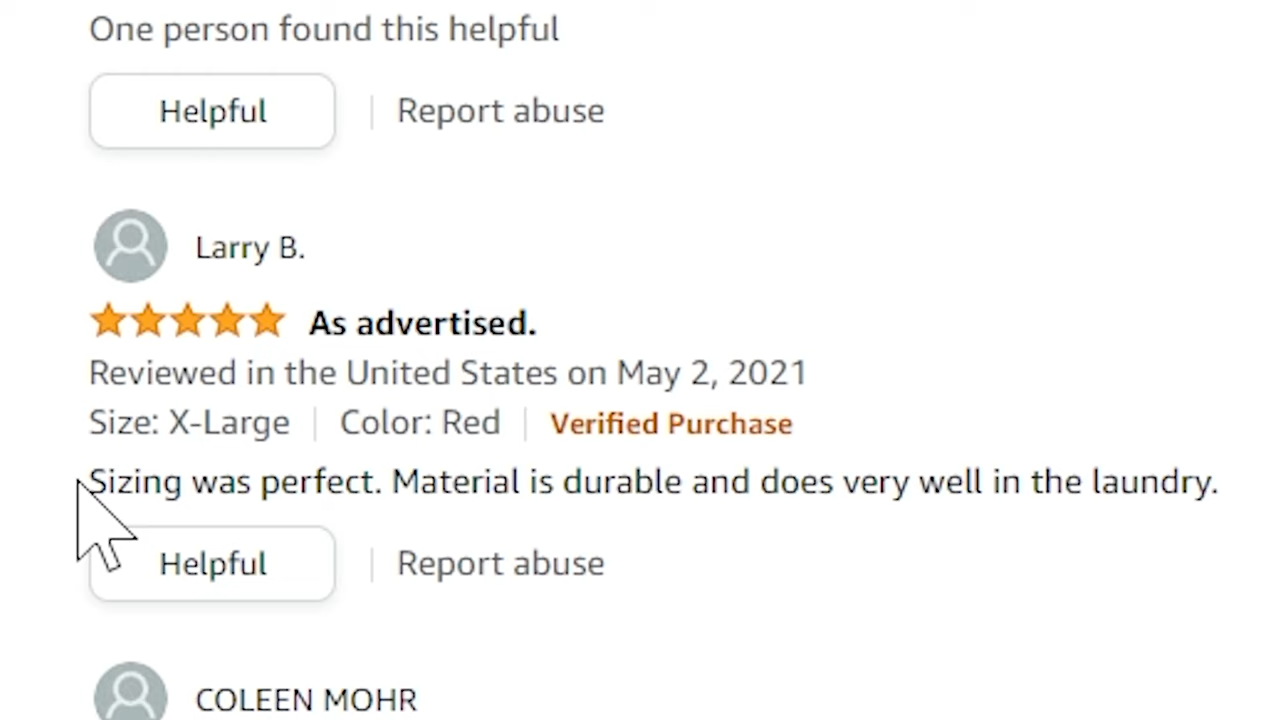 One person found this helpful
Helpful
Report abuse
Larry B.
As advertised.
Reviewed in the United States on May 2, 2021
Size: X-Large
Color: Red
Verified Purchase
Sizing was perfect. Material is durable and does very well in the laundry.
Helpful
Report abuse
COLEEN MOHR